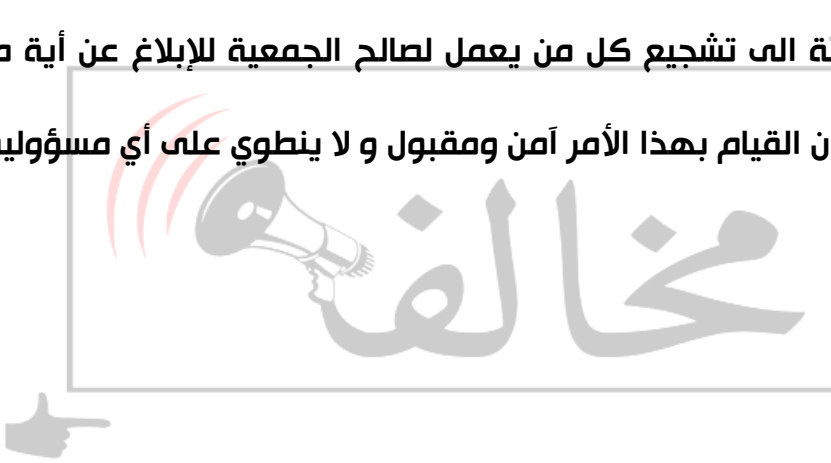 الى تشجيع كل من يعمل لصالح الجمعية للإبلاغ عن أية
القيام بهذا الأمر آمن ومقبول و لا ينطوي على أي
مخالف